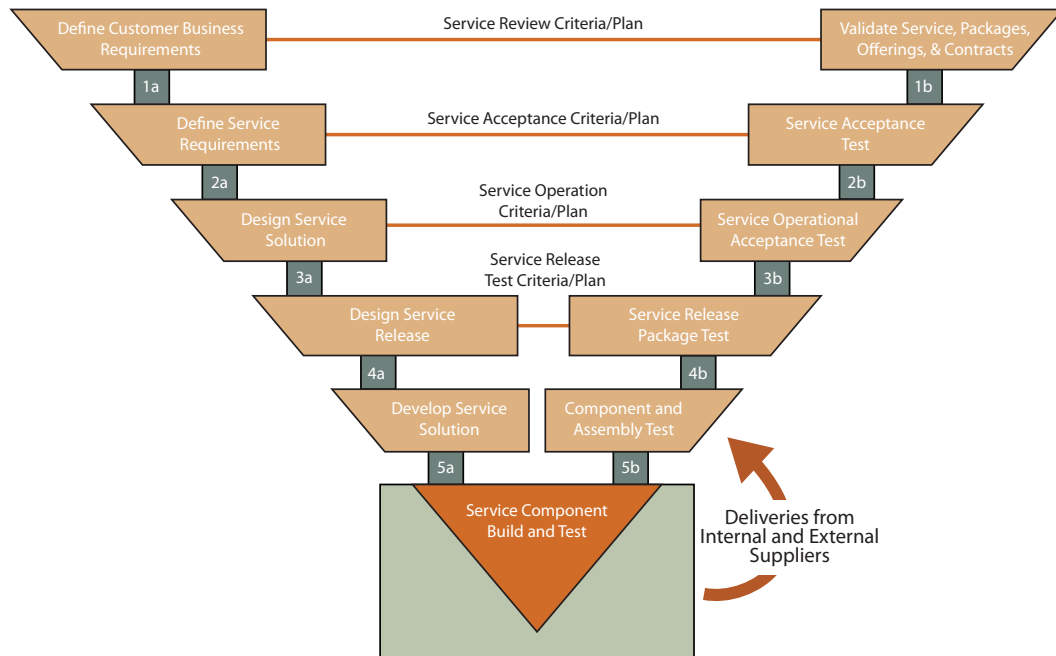 Define Customer Business
Requirements
Service Review Criteria/Plan
Validate Service, Packages,
Offerings, & Contracts
1a
1b
Define Service
Requirements
Service Acceptance Criteria/Plan
Service Acceptance
Test
2a
2b
Design Service
Solution
Service Operation
Criteria/Plan
Service Operational
Acceptance Test
3a
Service Release
Test Criteria/Plan
3b
Design Service
Release
Service Release
Package Test
4a
4b
Develop Service
Solution
Component and
Assembly Test
5a
5b
Service Component
Build and Test
Deliveries from
Internal and External
Suppliers